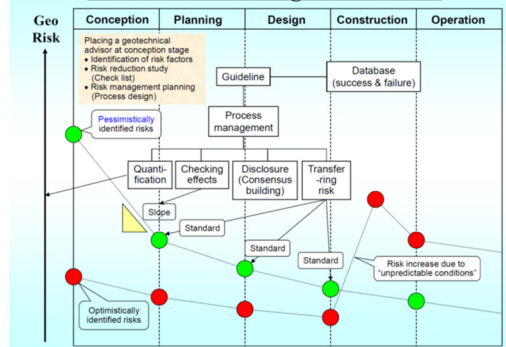 Geo
Risk
Conception
Planning
Design
Construction
Operation
Placing a geotechnical
advisor at conception stage
• Identification of risk factors
• Risk reduction study
(Check list)
• Risk management planning
(Process design)
Guideline
Database
(success & failure)
Process
management
Pessimistically
identified risks
Quanti-
fication
Checking
effects
Disclosure
(Consensus
building)
Transfer
-ring
risk
Slope
Standard
Standard
Standard
Risk increase due to
“unpredictable conditions”
Optimistically
identified risks